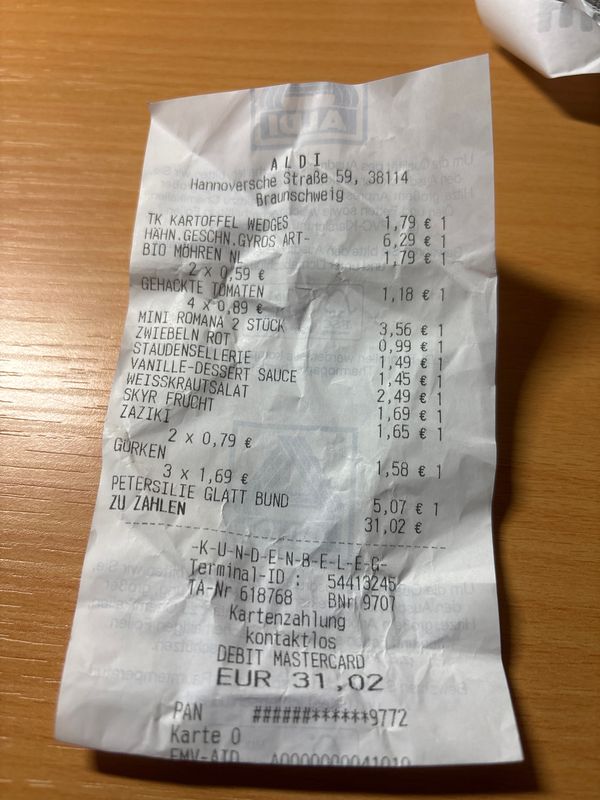 ALDI
A L D I
Hannoversche Straße 59, 38114
Braunschweig
TK KARTOFFEL WEDGES 1,79 € 1
HÄHN.GESCHN.GYROS ART- 6,29 € 1
BIO MÖHREN NL 1,79 € 1
2 x 0,59 €
GEHACKTE TOMATEN 1,18 € 1
4 x 0,89 €
MINI ROMANA 2 STÜCK 3,56 € 1
ZWIEBELN ROT 0,99 € 1
STAUDENSELLERIE 1,49 € 1
VANILLE-DESSERT SAUCE 1,45 € 1
WEISSKRAUTSALAT 2,49 € 1
SKYR FRUCHT 1,69 € 1
ZAZIKI 1,65 € 1
2 x 0,79 €
GURKEN 1,58 € 1
3 x 1,69 €
PETERSILIE GLATT BUND 5,07 € 1
ZU ZAHLEN 31,02 €
-K-U-N-D-E-N-B-E-L-E-G-
Terminal-ID : 54413245
TA-Nr 618768 BNr 9707
Kartenzahlung
kontaktlos
DEBIT MASTERCARD
EUR 31,02
PAN ######******9772
Karte 0
EMV-AID A0000000041010